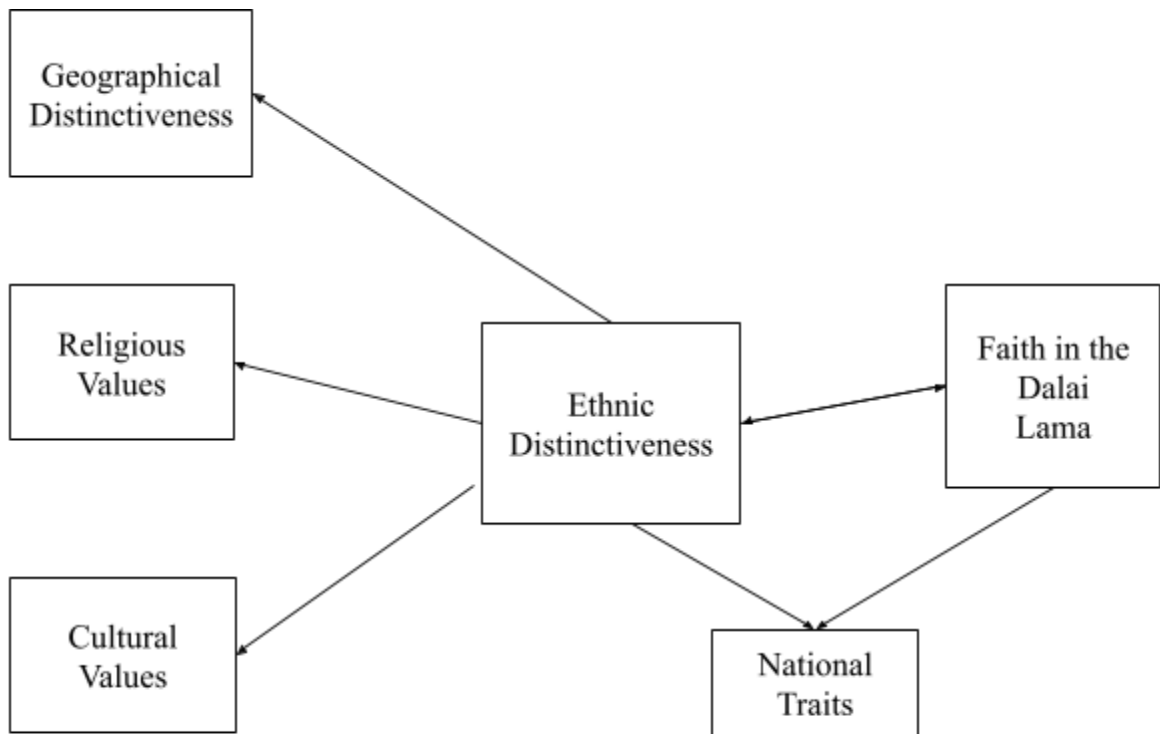 Geographical
Distinctiveness
Religious
Values
Ethnic
Distinctiveness
Faith in the
Dalai
Lama
Cultural
Values
National
Traits